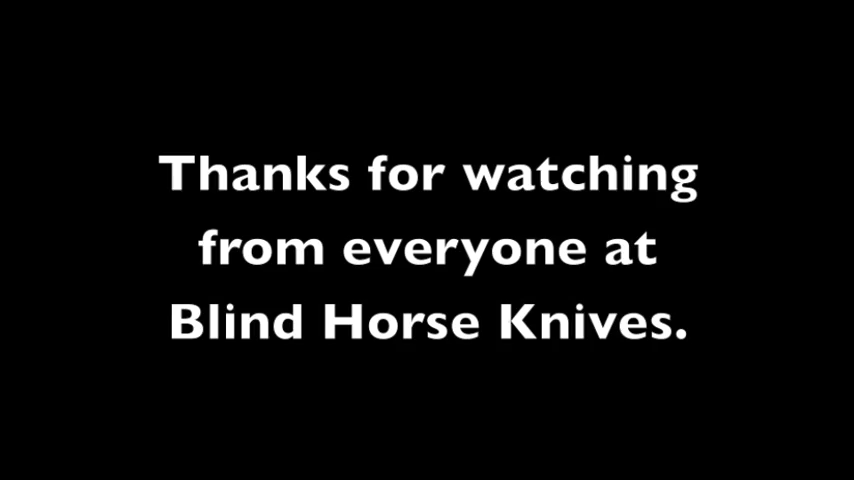 Thanks for watching
from everyone at
Blind Horse Knives.